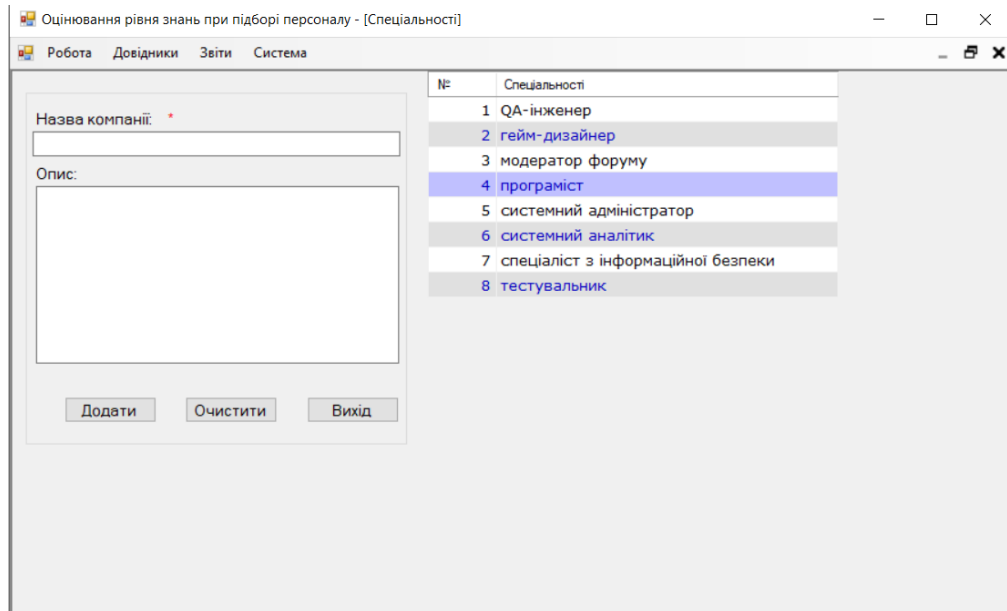 Оцінювання рівня знань при підборі персоналу - [Спеціальності]
Робота Довідники Звіти Система
Назва компанії: *
Опис:
Додати Очистити Вихід
№ Спеціальності
1 QA-інженер
2 гейм-дизайнер
3 модератор форуму
4 програміст
5 системний адміністратор
6 системний аналітик
7 спеціаліст з інформаційної безпеки
8 тестувальник